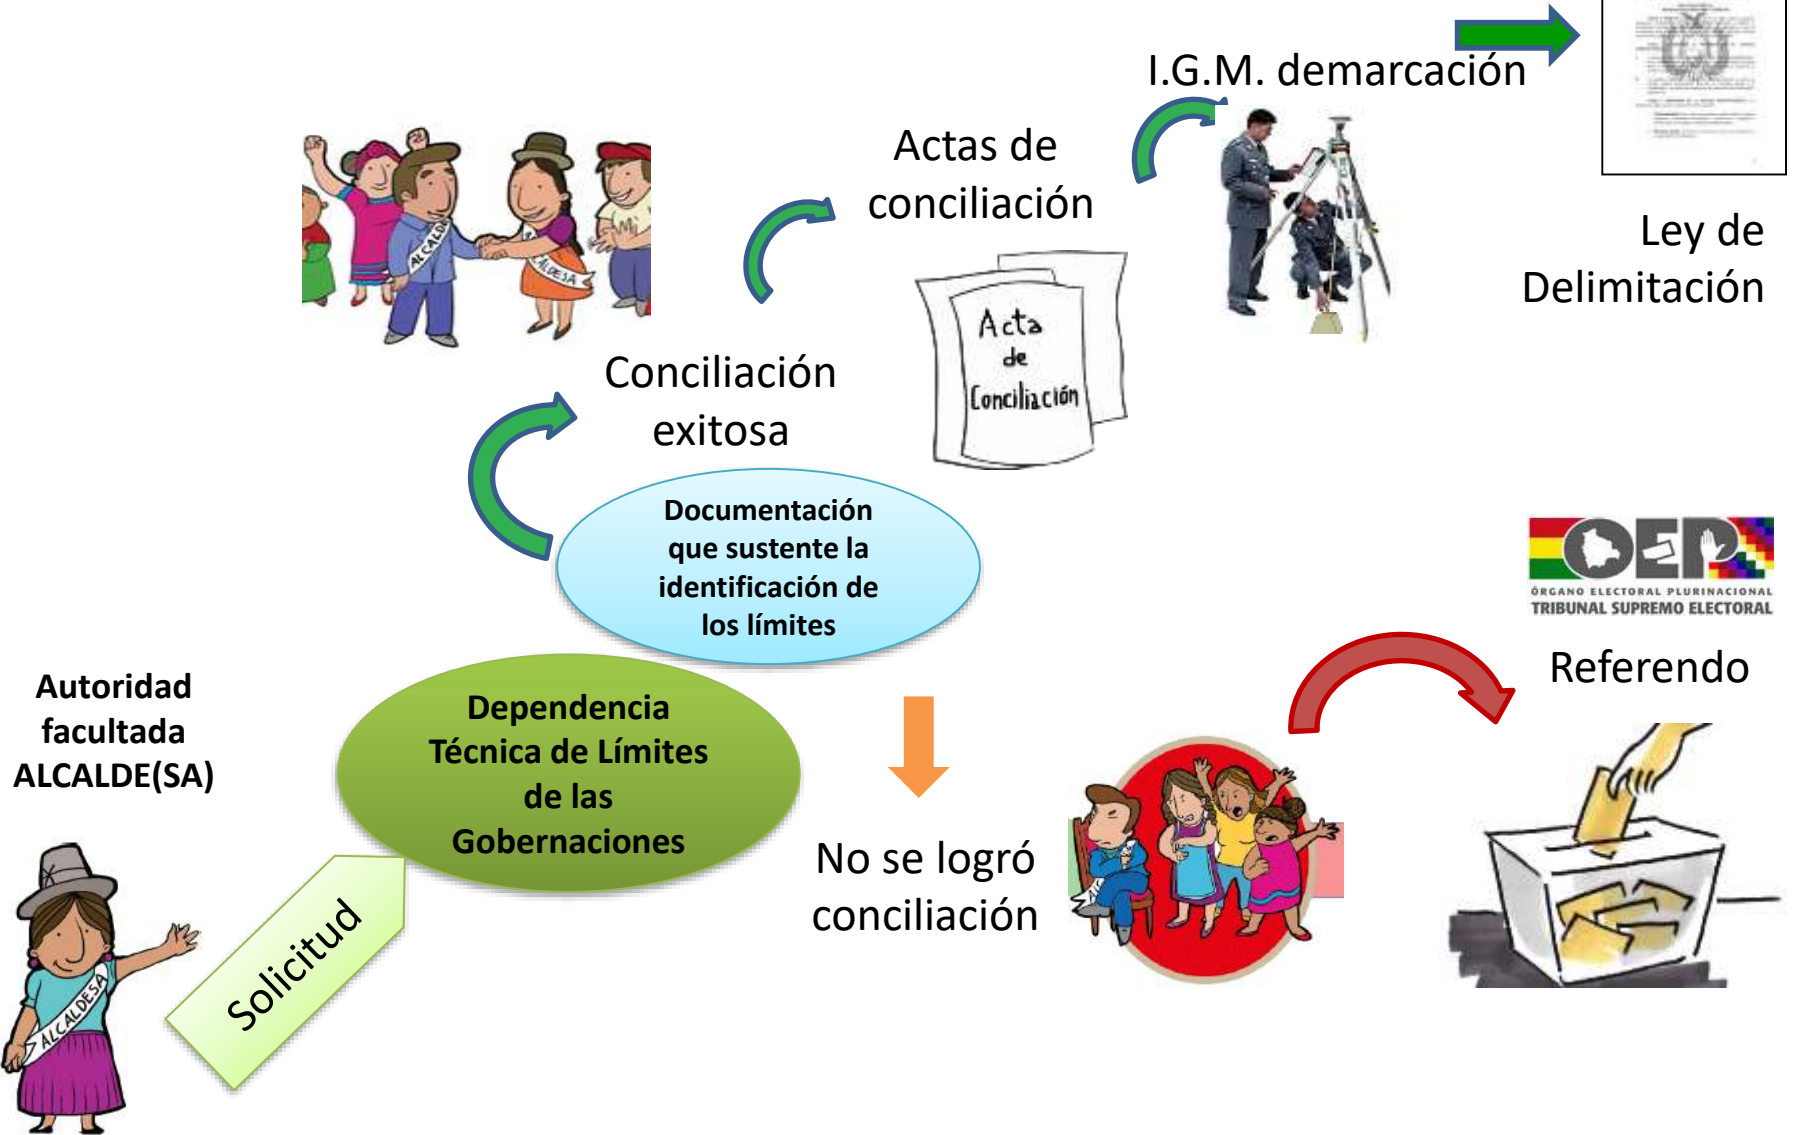 I.G.M. demarcación
Actas de
conciliación
Ley de
Delimitación
ALCALDE
ALCALDESA
Acta
de
Conciliación
Conciliación
exitosa
Documentación
que sustente la
identificación de
los límites
OEP
ÓRGANO ELECTORAL PLURINACIONAL
TRIBUNAL SUPREMO ELECTORAL
Referendo
Autoridad
facultada
ALCALDE(SA)
Dependencia
Técnica de Límites
de las
Gobernaciones
No se logró
conciliación
Solicitud
ALCALDESA